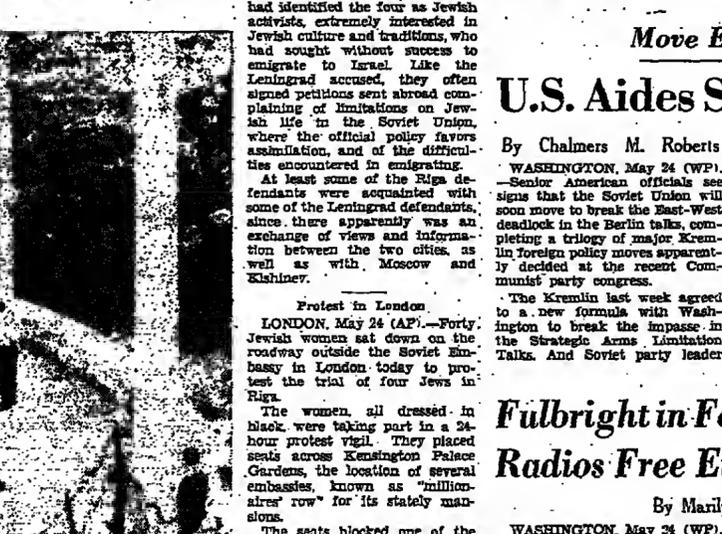 had identified the four as Jewish
activists, extremely interested in
Jewish culture and traditions, who
had sought without success to
emigrate to Israel. Like the
Leningrad accused, they often
signed petitions sent abroad com-
plaining of limitations on Jew-
ish life in the Soviet Union,
where the official policy favors
assimilation, and of the difficul-
ties encountered in emigrating.
At least some of the Riga de-
fendants were acquainted with
some of the Leningrad defendants,
since there apparently was an
exchange of views and informa-
tion between the two cities, as
well as with Moscow and
Kishinev.
Protest in London
LONDON, May 24 (AP).—Forty
Jewish women sat down on the
roadway outside the Soviet Em-
bassy in London today to pro-
test the trial of four Jews in
Riga.
The women, all dressed in
black, were taking part in a 24-
hour protest vigil. They placed
seats across Kensington Palace
Gardens, the location of several
embassies, known as "million-
aires' row" for its stately man-
sions.
The seats blocked one of the
Move E
U.S. Aides S
By Chalmers M. Roberts
WASHINGTON, May 24 (WP).
—Senior American officials see
signs that the Soviet Union will
soon move to break the East-West
deadlock in the Berlin talks, com-
pleting a trilogy of major Krem-
lin foreign policy moves apparent-
ly decided at the recent Com-
munist party congress.
The Kremlin last week agreed
to a new formula with Wash-
ington to break the impasse in
the Strategic Arms Limitation
Talks. And Soviet party leader
Fulbright in F
Radios Free E
By Maril
WASHINGTON, May 24 (WP).